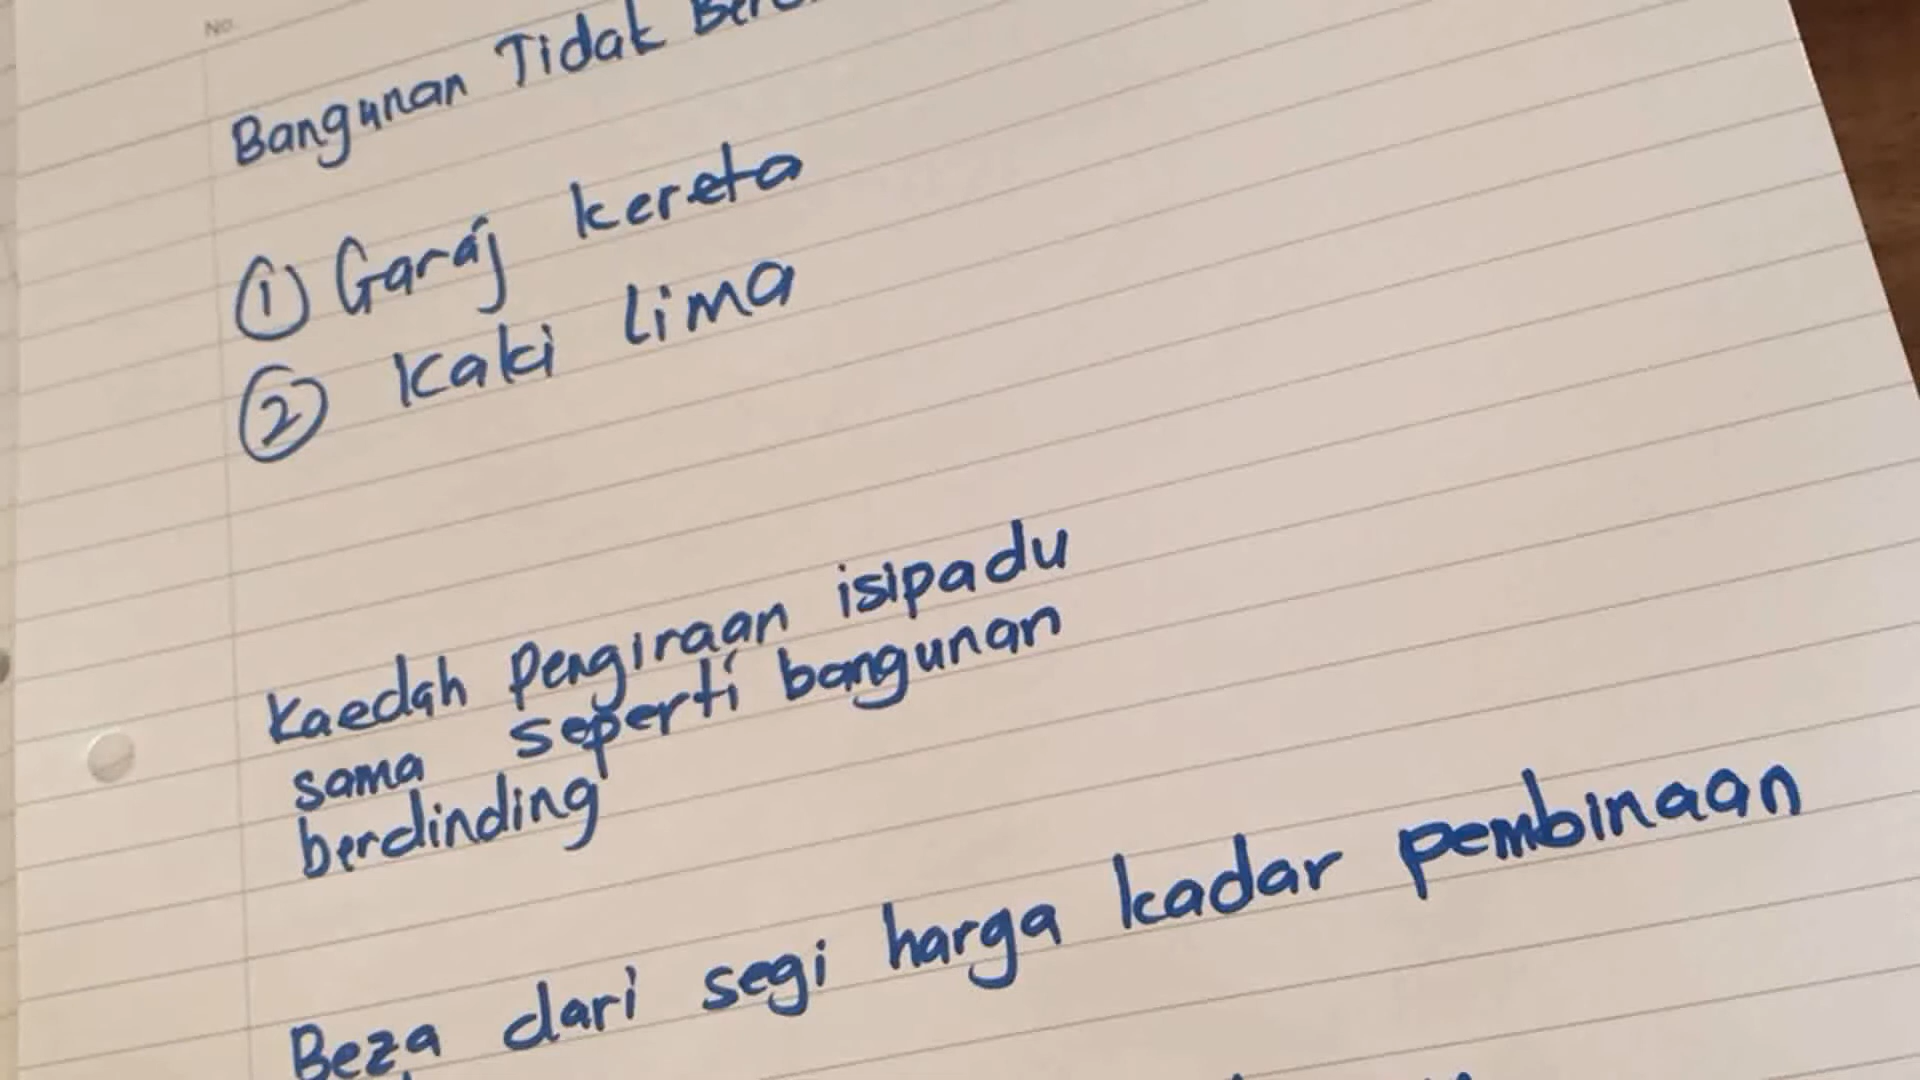 No.
Bangunan Tidak
① Garaj kereta
② Kaki lima
Kaedah Pengiraan isipadu
sama seperti bangunan
berdinding
Beza dari segi harga kadar pembinaan